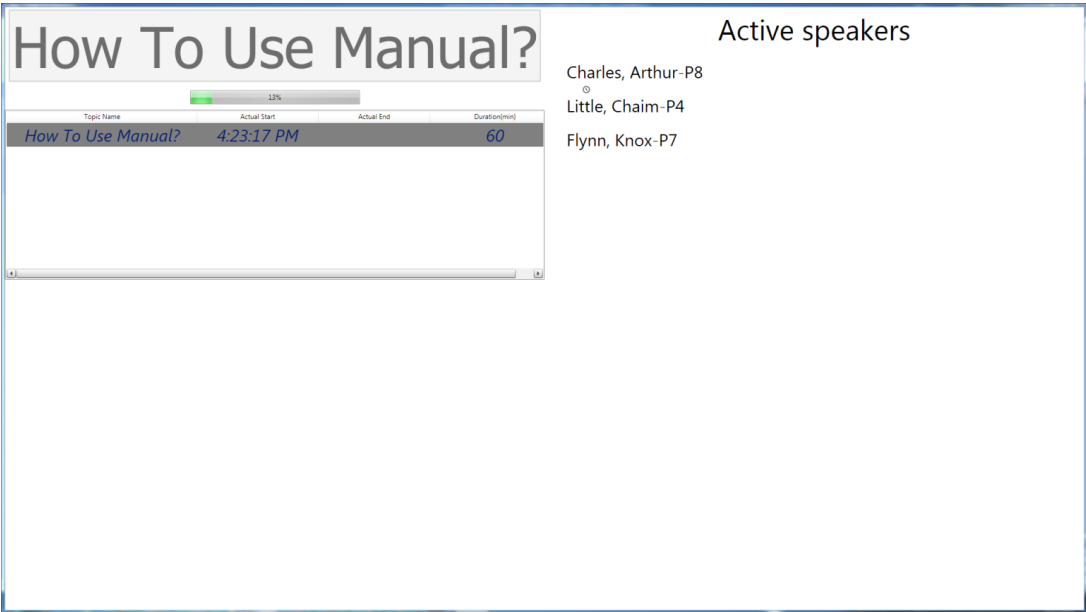 How To Use Manual?
13%
Topic Name Actual Start Actual End Duration(min)
How To Use Manual? 4:23:17 PM 60
Active speakers
Charles, Arthur-P8
Little, Chaim-P4
Flynn, Knox-P7